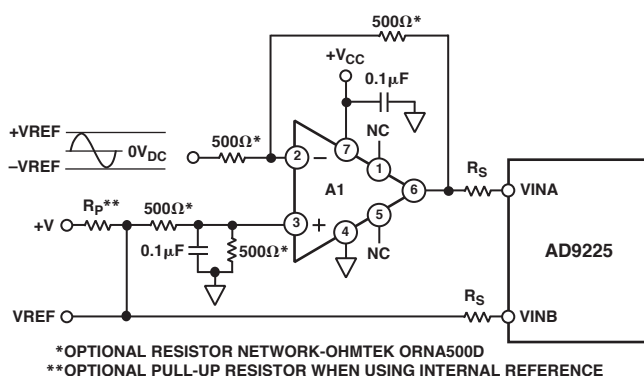 500Ω*
+VCC
0.1μF
+VREF
0VDC
−VREF
500Ω*
NC
2
−
7
1
A1
6
RS
VINA
RP**
500Ω*
+V
3
+
5
4
0.1μF
500Ω*
NC
AD9225
RS
VREF
VINB
*OPTIONAL RESISTOR NETWORK-OHMTEK ORNA500D
**OPTIONAL PULL-UP RESISTOR WHEN USING INTERNAL REFERENCE